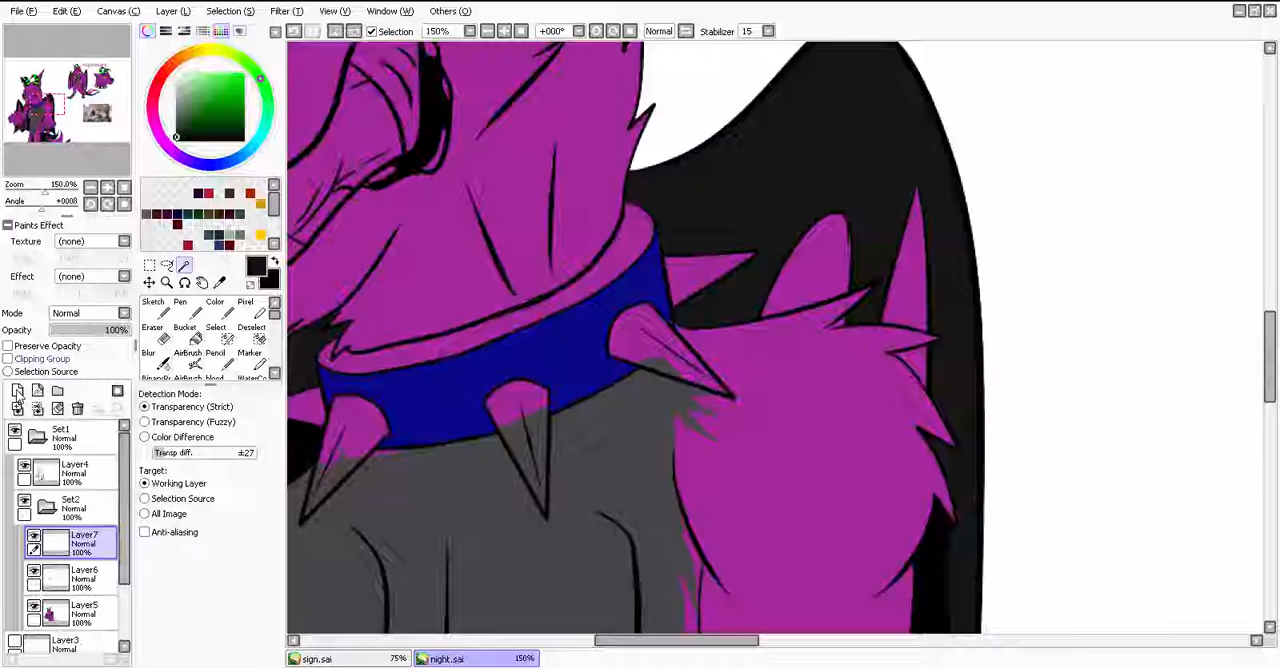 File (F) Edit (E) Canvas (C) Layer (L) Selection (S) Filter (T) View (V) Window (W) Others (O)
Selection 150% +000° Normal Stabilizer 15
Zoom 150.0%
Angle
Paints Effect
Texture (none)
Effect (none)
Mode Normal
Opacity 100%
Preserve Opacity
Clipping Group
Selection Source
Set1
Normal
100%
Layer4
Normal
100%
Set2
Normal
100%
Layer7
Normal
100%
Layer6
Normal
100%
Layer5
Normal
100%
Layer3
Normal
Sketch Pen Color Pixel
Eraser Bucket Select Deselect
Blur AirBrush Pencil Marker
Detection Mode:
Transparency (Strict)
Transparency (Fuzzy)
Color Difference
Transp diff. ±27
Target:
Working Layer
Selection Source
All Image
Anti-aliasing
sign.sai 75% night.sai 150%